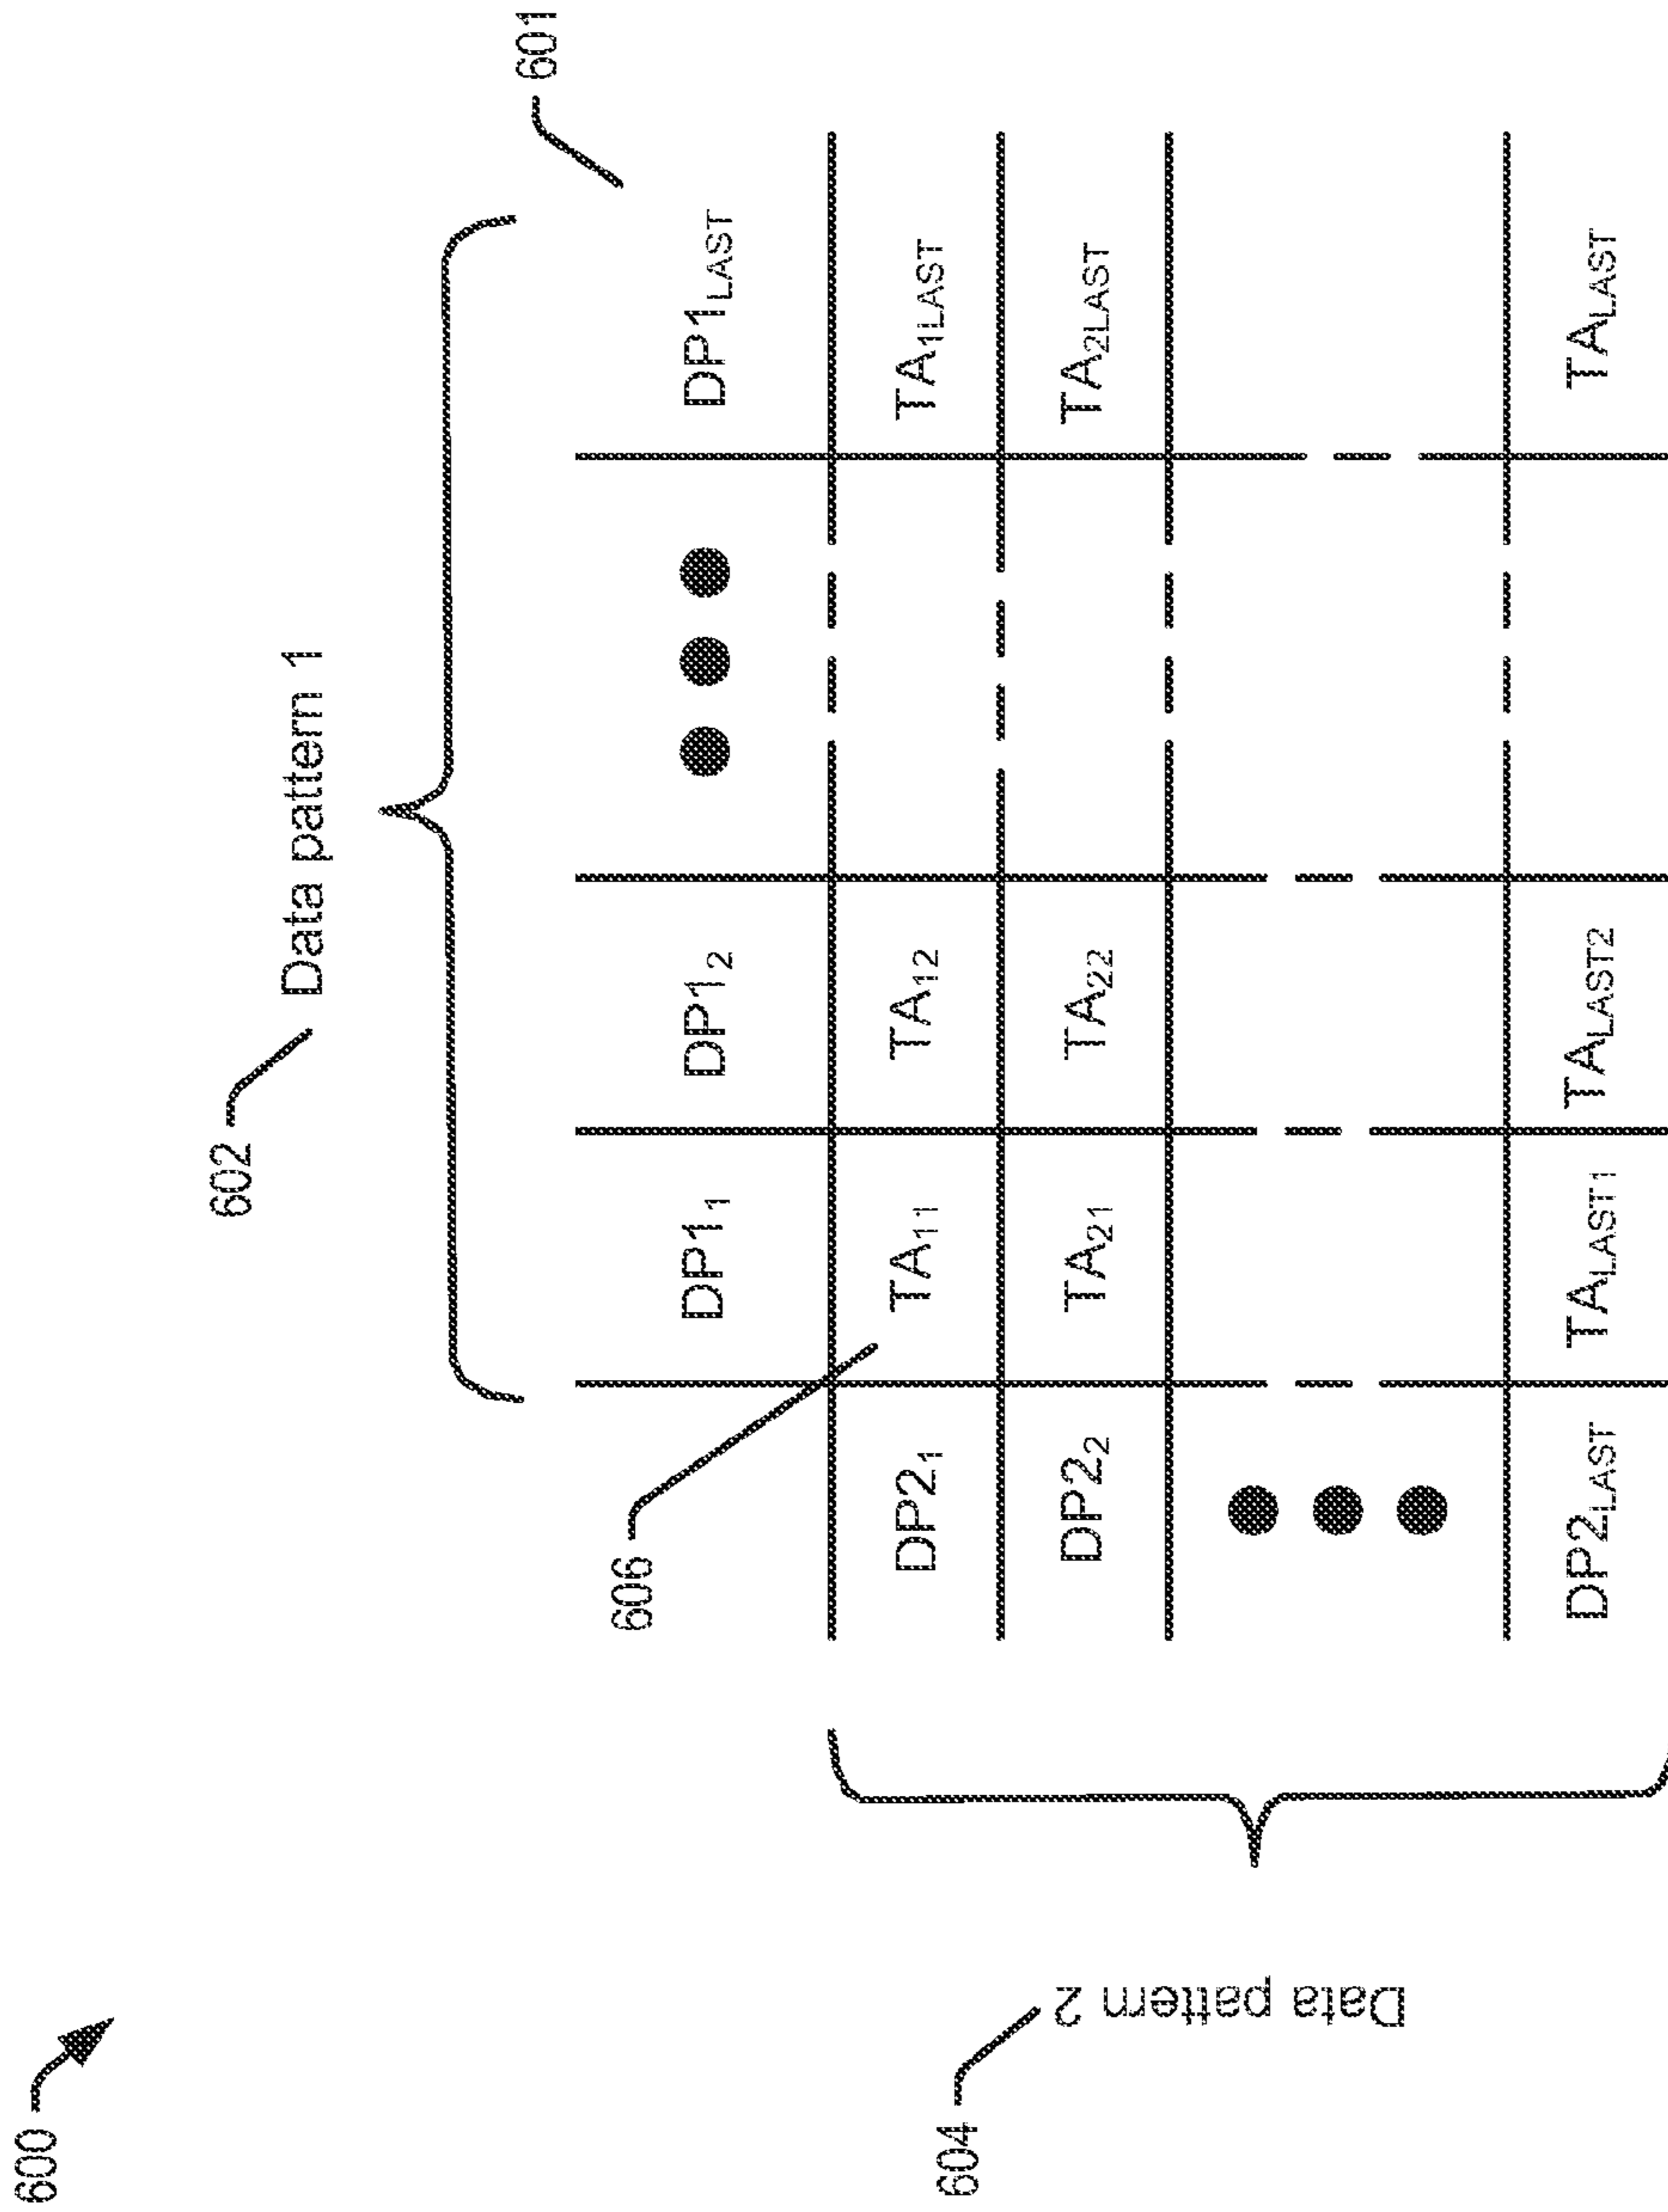 600
602
Data pattern 1
601
DP1₁ DP1₂ ●●● DP1LAST
606
DP2₁ TA₁₁ TA₁₂ TA1LAST
DP2₂ TA₂₁ TA₂₂ TA2LAST
●●●
DP2LAST TALAST1 TALAST2 TALAST
604
Data pattern 2